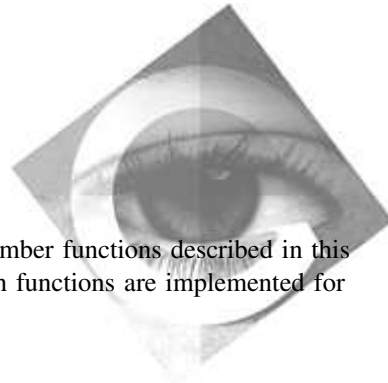 mber functions described in this
n functions are implemented for